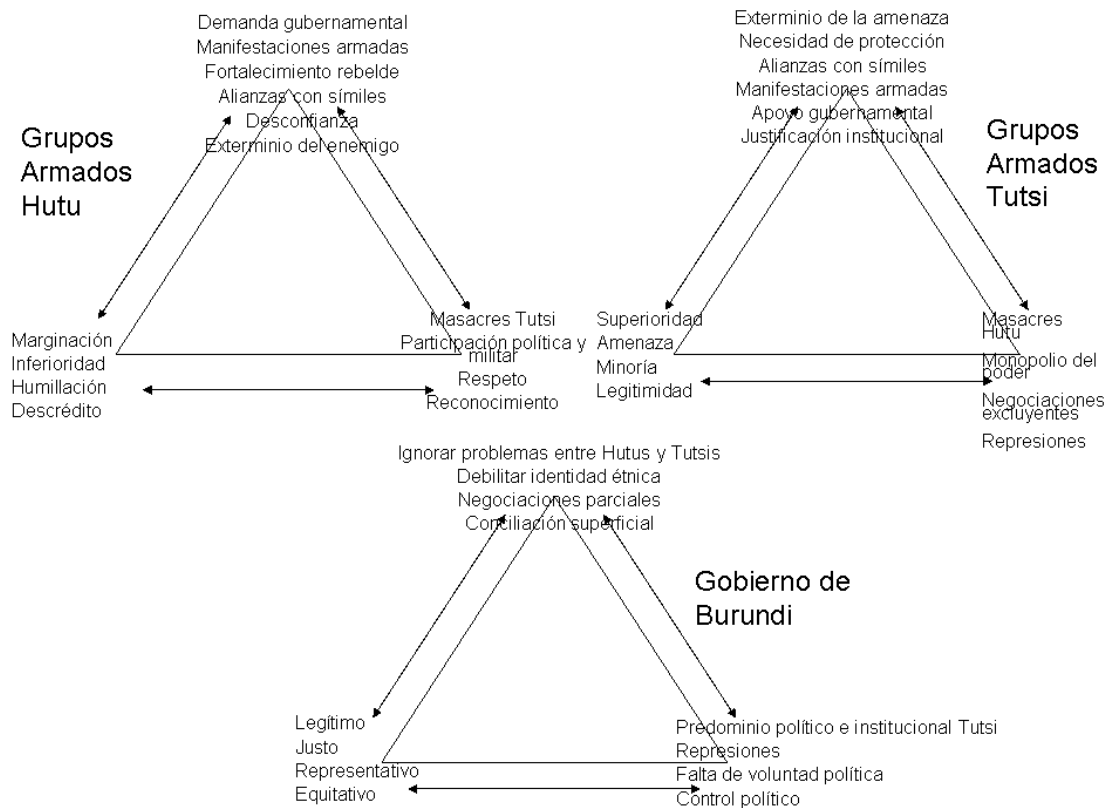 Demanda gubernamental
Manifestaciones armadas
Fortalecimiento rebelde
Alianzas con símiles
Desconfianza
Exterminio del enemigo
Grupos
Armados
Hutu
Marginación
Inferioridad
Humillación
Descrédito
Masacres Tutsi
Participación política y
militar
Respeto
Reconocimiento
Exterminio de la amenaza
Necesidad de protección
Alianzas con símiles
Manifestaciones armadas
Apoyo gubernamental
Justificación institucional
Grupos
Armados
Tutsi
Superioridad
Amenaza
Minoría
Legitimidad
Masacres
Hutu
Monopolio del
poder
Negociaciones
excluyentes
Represiones
Ignorar problemas entre Hutus y Tutsis
Debilitar identidad étnica
Negociaciones parciales
Conciliación superficial
Gobierno de
Burundi
Legítimo
Justo
Representativo
Equitativo
Predominio político e institucional Tutsi
Represiones
Falta de voluntad política
Control político